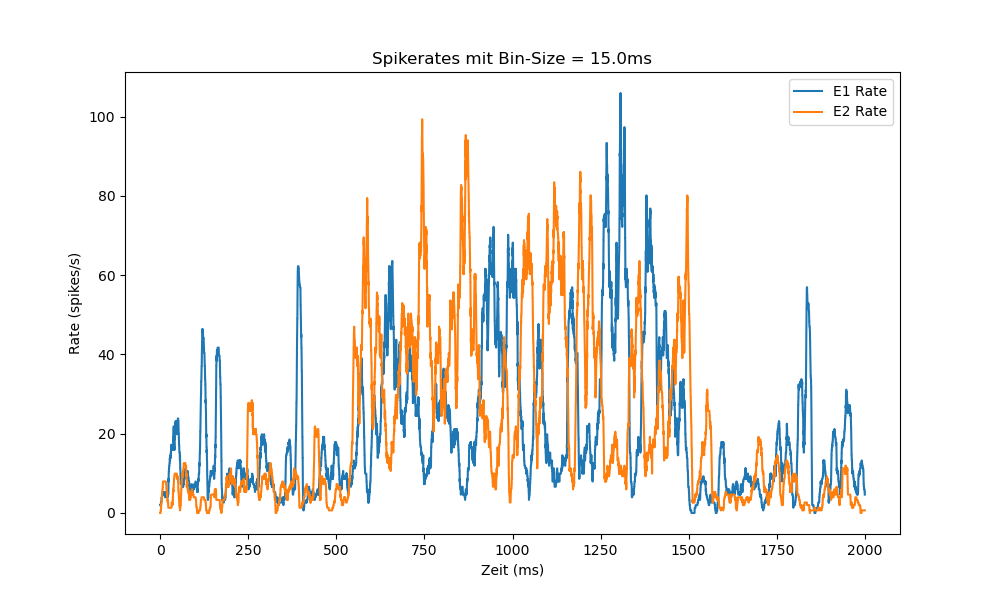 Spikerates mit Bin-Size = 15.0ms
E1 Rate
E2 Rate
100
80
60
40
20
0
Rate (spikes/s)
0 250 500 750 1000 1250 1500 1750 2000
Zeit (ms)